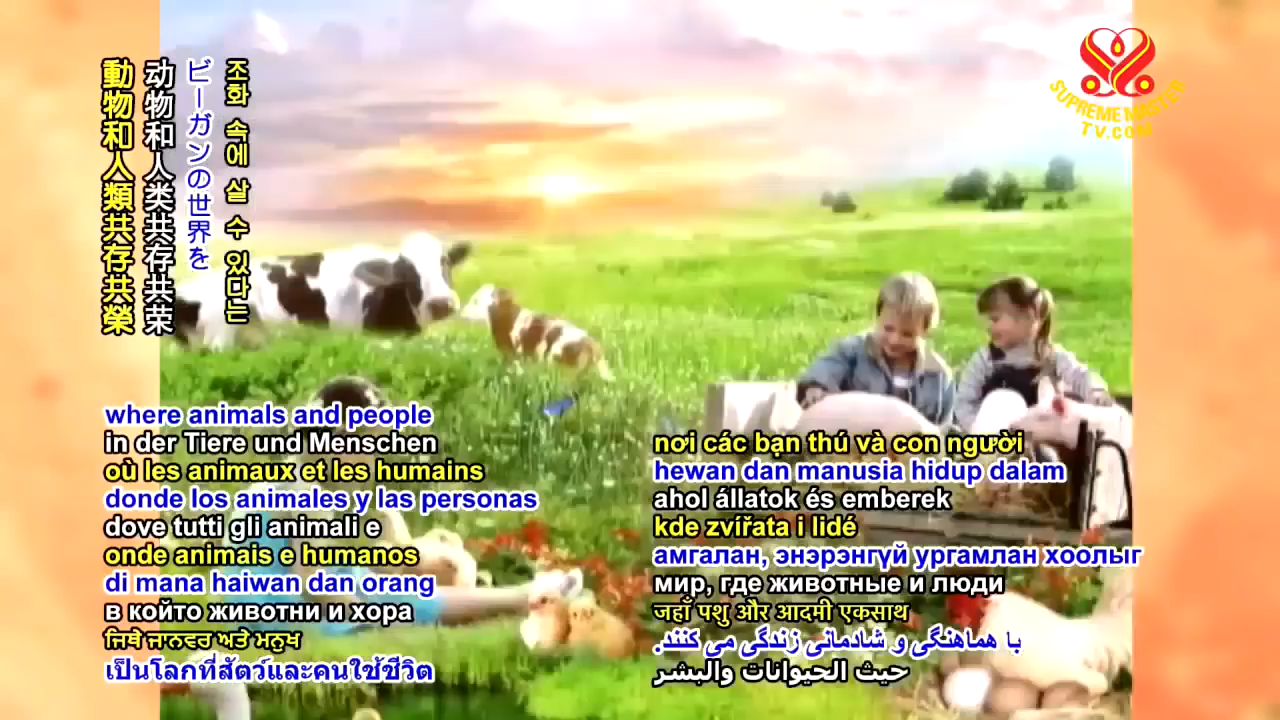 動物和人類共存共榮
动物和人类共存共荣
ビーガンの世界を
조화 속에 살 수 있다는
SUPREME MASTER
TV.COM
where animals and people
in der Tiere und Menschen
où les animaux et les humains
donde los animales y las personas
dove tutti gli animali e
onde animais e humanos
di mana haiwan dan orang
в който животни и хора
ਜਿਥੇ ਜਾਨਵਰ ਅਤੇ ਮਨੁਖ
เป็นโลกที่สัตว์และคนใช้ชีวิต
nơi các bạn thú và con người
hewan dan manusia hidup dalam
ahol állatok és emberek
kde zvířata i lidé
амгалан, энэрэнгүй ургамлан хоолыг
мир, где животные и люди
जहाँ पशु और आदमी एकसाथ
با هماهنگی و شادمانی زندگی می کنند.
حيث الحيوانات والبشر